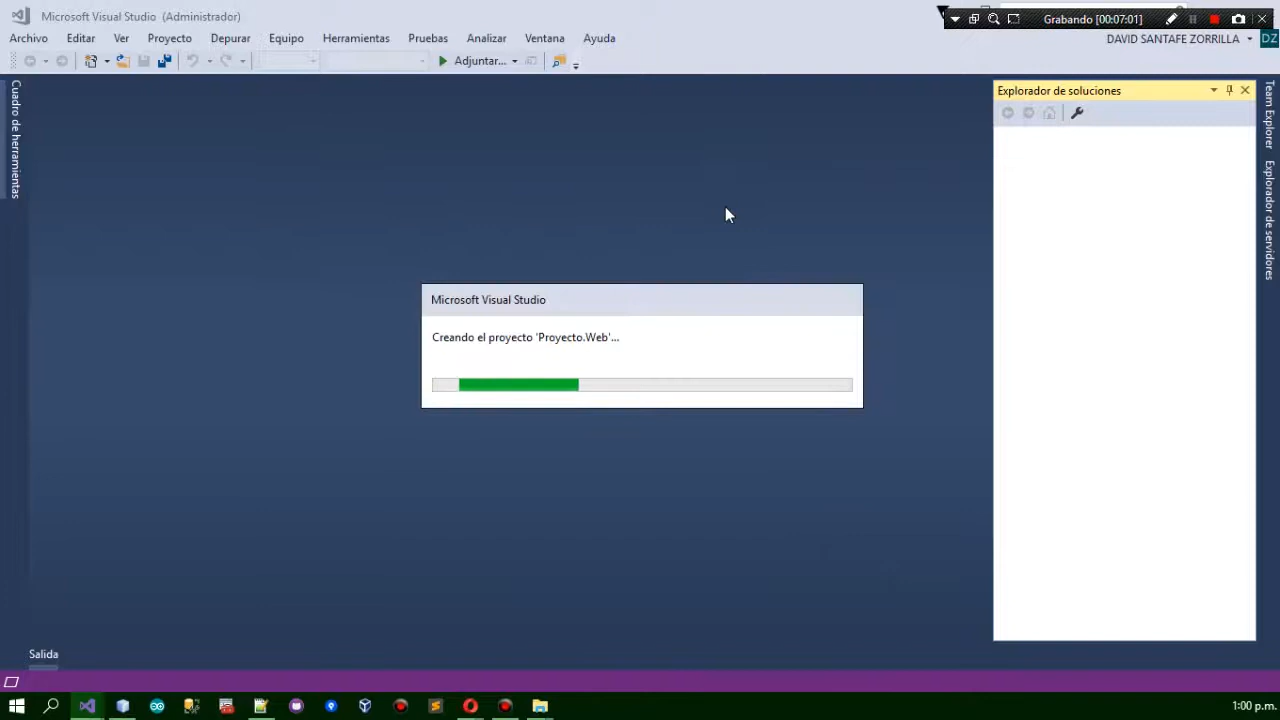 Microsoft Visual Studio (Administrador)
Grabando [00:07:01]
Archivo Editar Ver Proyecto Depurar Equipo Herramientas Pruebas Analizar Ventana Ayuda
DAVID SANTAFE ZORRILLA DZ
Adjuntar...
Cuadro de herramientas
Explorador de soluciones
Team Explorer
Explorador de servidores
Microsoft Visual Studio
Creando el proyecto 'Proyecto.Web'...
Salida
1:00 p.m.